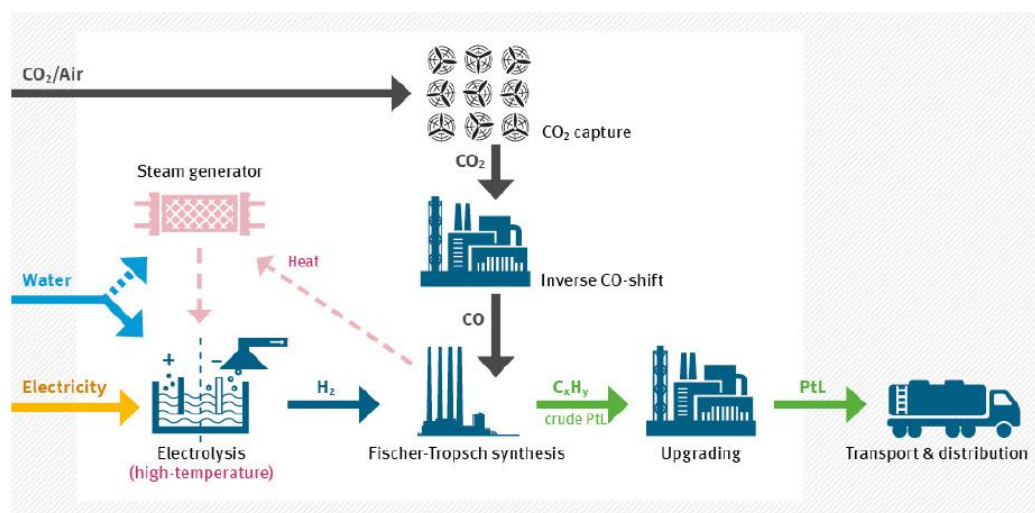 CO₂/Air
CO₂ capture
CO₂
Steam generator
Heat
Water
Inverse CO-shift
CO
+
−
Electricity
H₂
CₓHᵧ
crude PtL
PtL
Electrolysis
(high-temperature)
Fischer-Tropsch synthesis
Upgrading
Transport & distribution